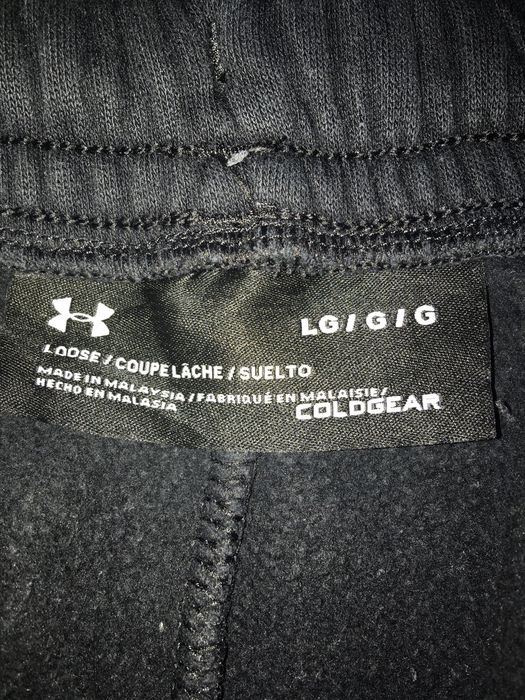 LG / G / G
LOOSE / COUPE LÂCHE / SUELTO
MADE IN MALAYSIA / FABRIQUÉ EN MALAISIE /
HECHO EN MALASIA
COLDGEAR